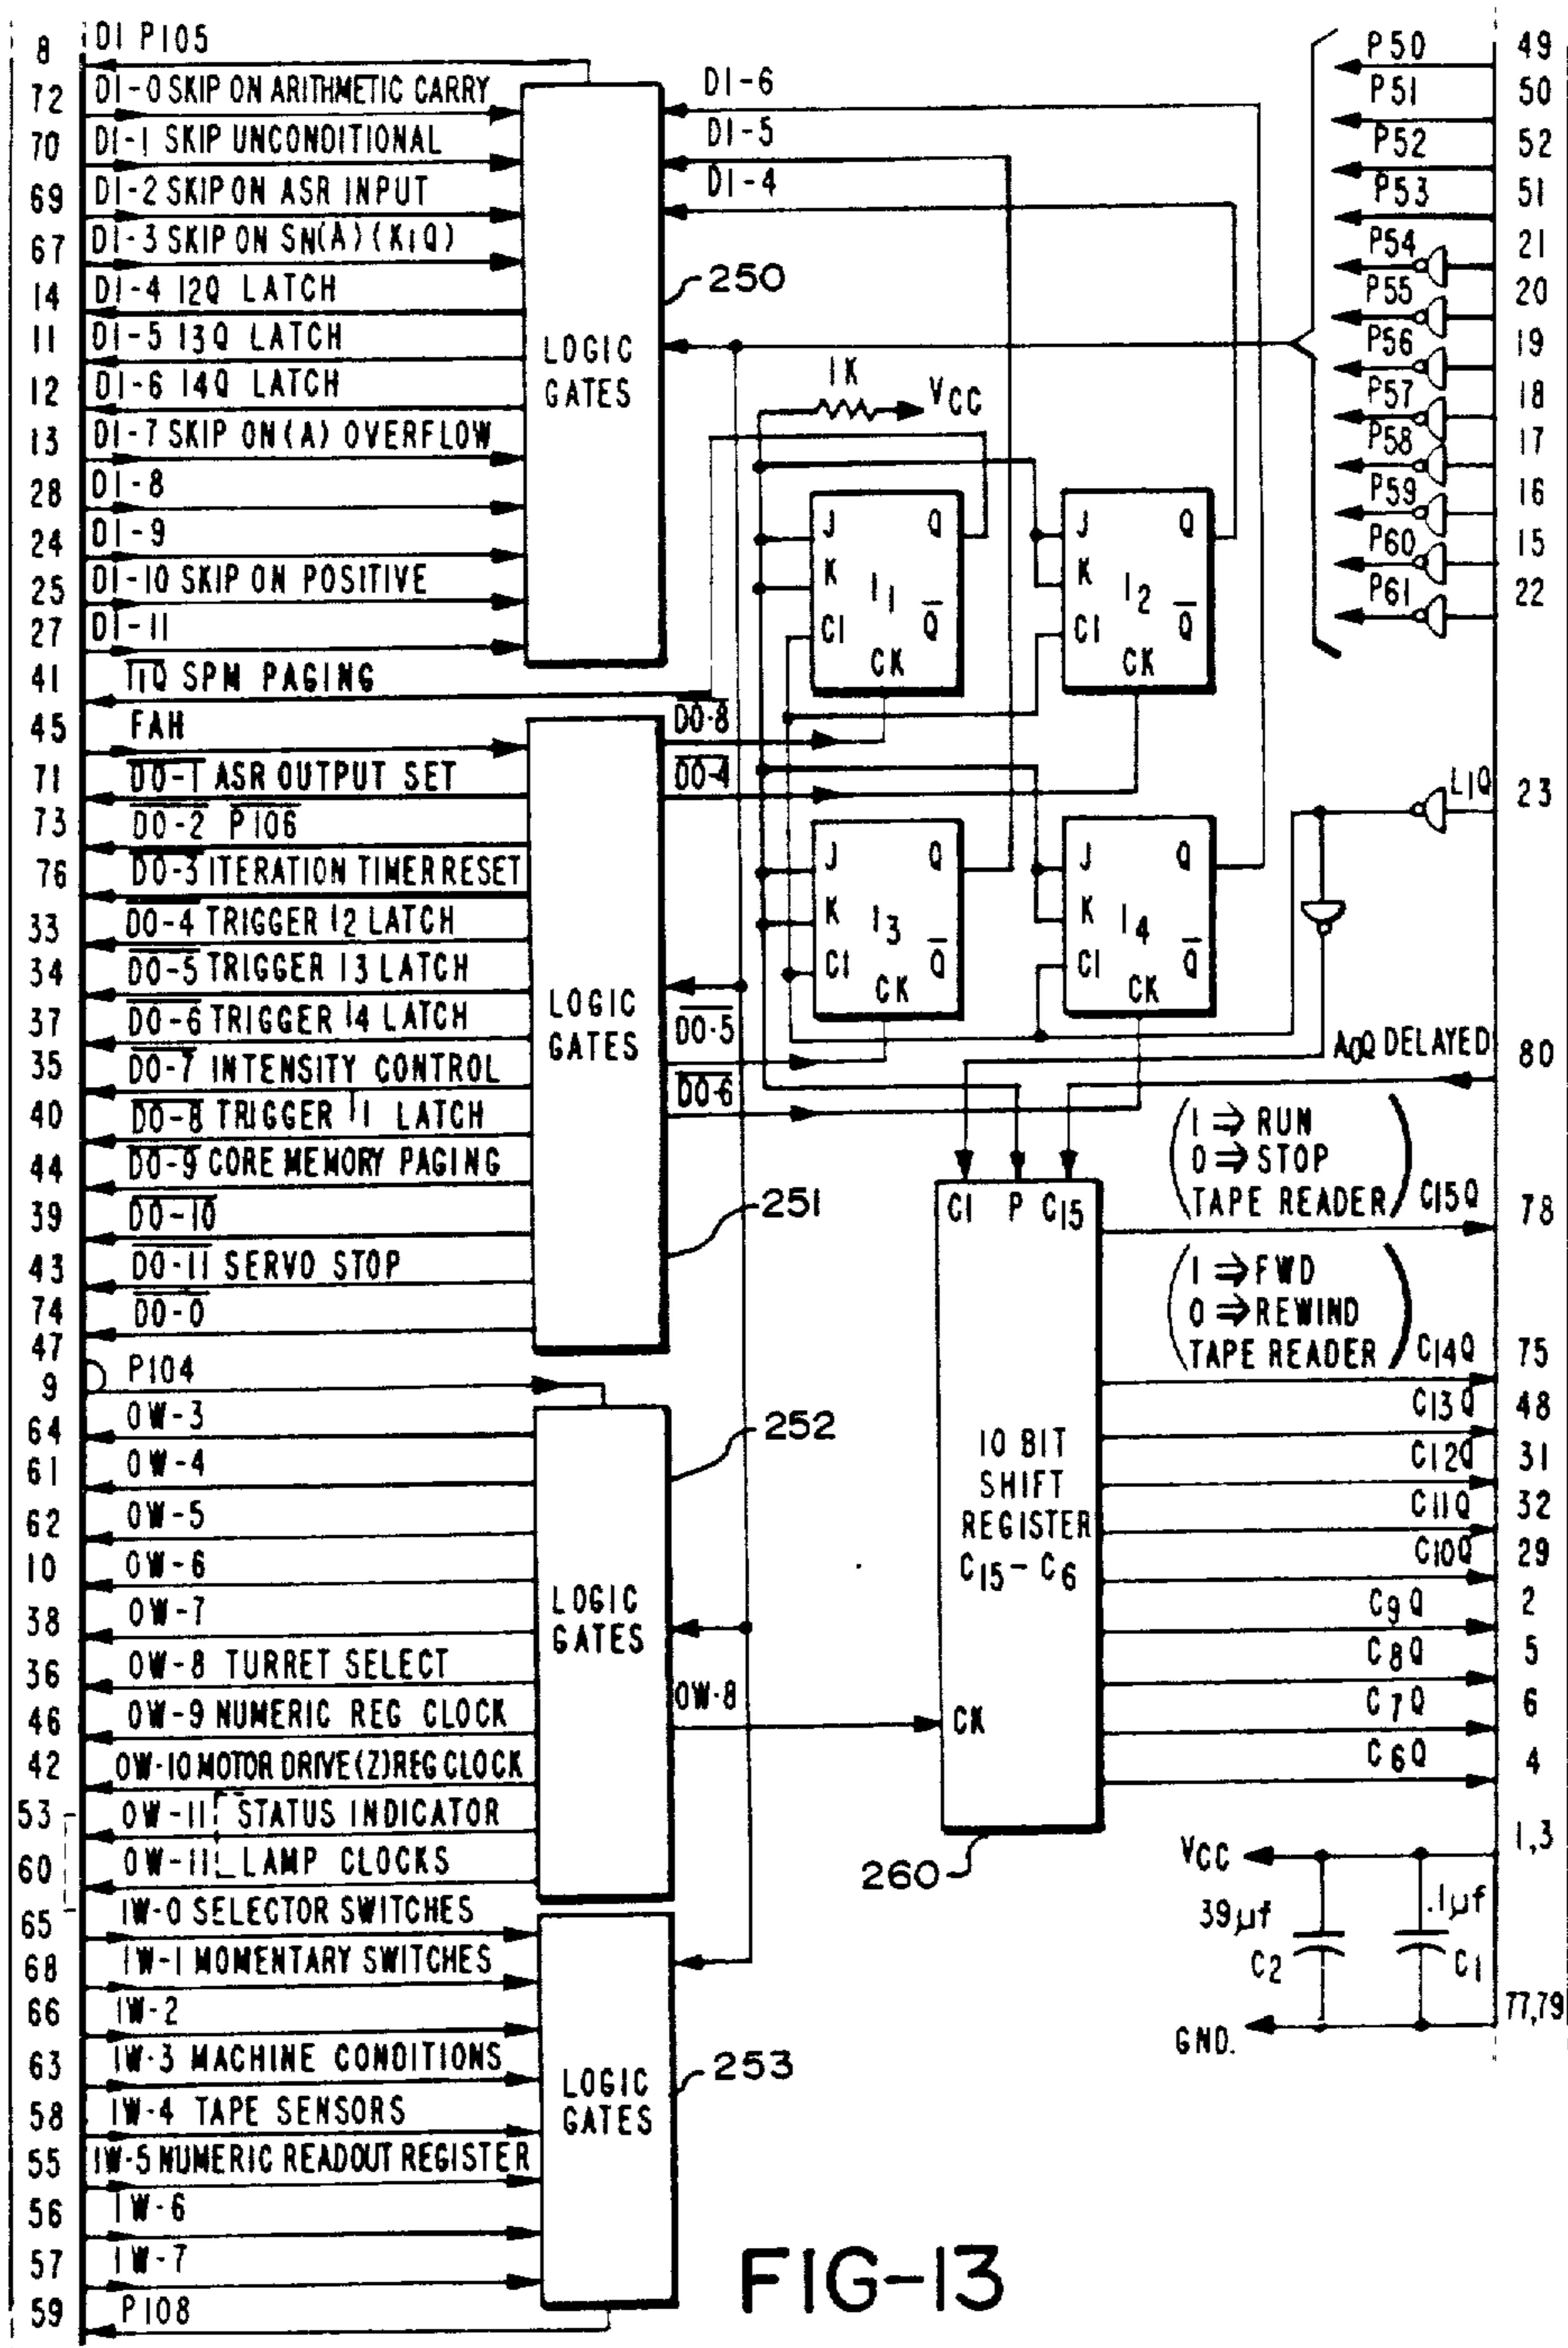 8 DI P105
72 DI-0 SKIP ON ARITHMETIC CARRY
70 DI-1 SKIP UNCONDITIONAL
69 DI-2 SKIP ON ASR INPUT
67 DI-3 SKIP ON SN(A)(K1Q)
14 DI-4 I2Q LATCH
11 DI-5 I3Q LATCH
12 DI-6 I4Q LATCH
13 DI-7 SKIP ON (A) OVERFLOW
28 DI-8
24 DI-9
25 DI-10 SKIP ON POSITIVE
27 DI-11
41 I1Q SPM PAGING
45 FAH
71 DO-1 ASR OUTPUT SET
73 DO-2 P106
76 DO-3 ITERATION TIMER RESET
33 DO-4 TRIGGER I2 LATCH
34 DO-5 TRIGGER I3 LATCH
37 DO-6 TRIGGER I4 LATCH
35 DO-7 INTENSITY CONTROL
40 DO-8 TRIGGER I1 LATCH
44 DO-9 CORE MEMORY PAGING
39 DO-10
43 DO-11 SERVO STOP
74 DO-0
47
9 P104
64 OW-3
61 OW-4
62 OW-5
10 OW-6
38 OW-7
36 OW-8 TURRET SELECT
46 OW-9 NUMERIC REG CLOCK
42 OW-10 MOTOR DRIVE (Z) REG CLOCK
53 OW-11 STATUS INDICATOR
60 OW-11 LAMP CLOCKS
65 IW-0 SELECTOR SWITCHES
68 IW-1 MOMENTARY SWITCHES
66 IW-2
63 IW-3 MACHINE CONDITIONS
58 IW-4 TAPE SENSORS
55 IW-5 NUMERIC READOUT REGISTER
56 IW-6
57 IW-7
59 P108
LOGIC
GATES
250
LOGIC
GATES
251
LOGIC
GATES
252
LOGIC
GATES
253
DI-6
DI-5
DI-4
1K
VCC
J Q
K
I1
C1 Q
CK
J Q
K
I2
C1 Q
CK
DO-8
DO-4
J Q
K
I3
C1 Q
CK
J Q
K
I4
C1 Q
CK
DO-5
DO-6
OW-8
P50 49
P51 50
P52 52
P53 51
P54 21
P55 20
P56 19
P57 18
P58 17
P59 16
P60 15
P61 22
L1Q 23
A0Q DELAYED 80
C1 P C15
10 BIT
SHIFT
REGISTER
C15-C6
CK
260
(1 ⇒ RUN
0 ⇒ STOP
TAPE READER) C15Q 78
(1 ⇒ FWD
0 ⇒ REWIND
TAPE READER) C14Q 75
C13Q 48
C12Q 31
C11Q 32
C10Q 29
C9Q 2
C8Q 5
C7Q 6
C6Q 4
VCC 1,3
39µf C2
.1µf C1
GND. 77,79
FIG-13